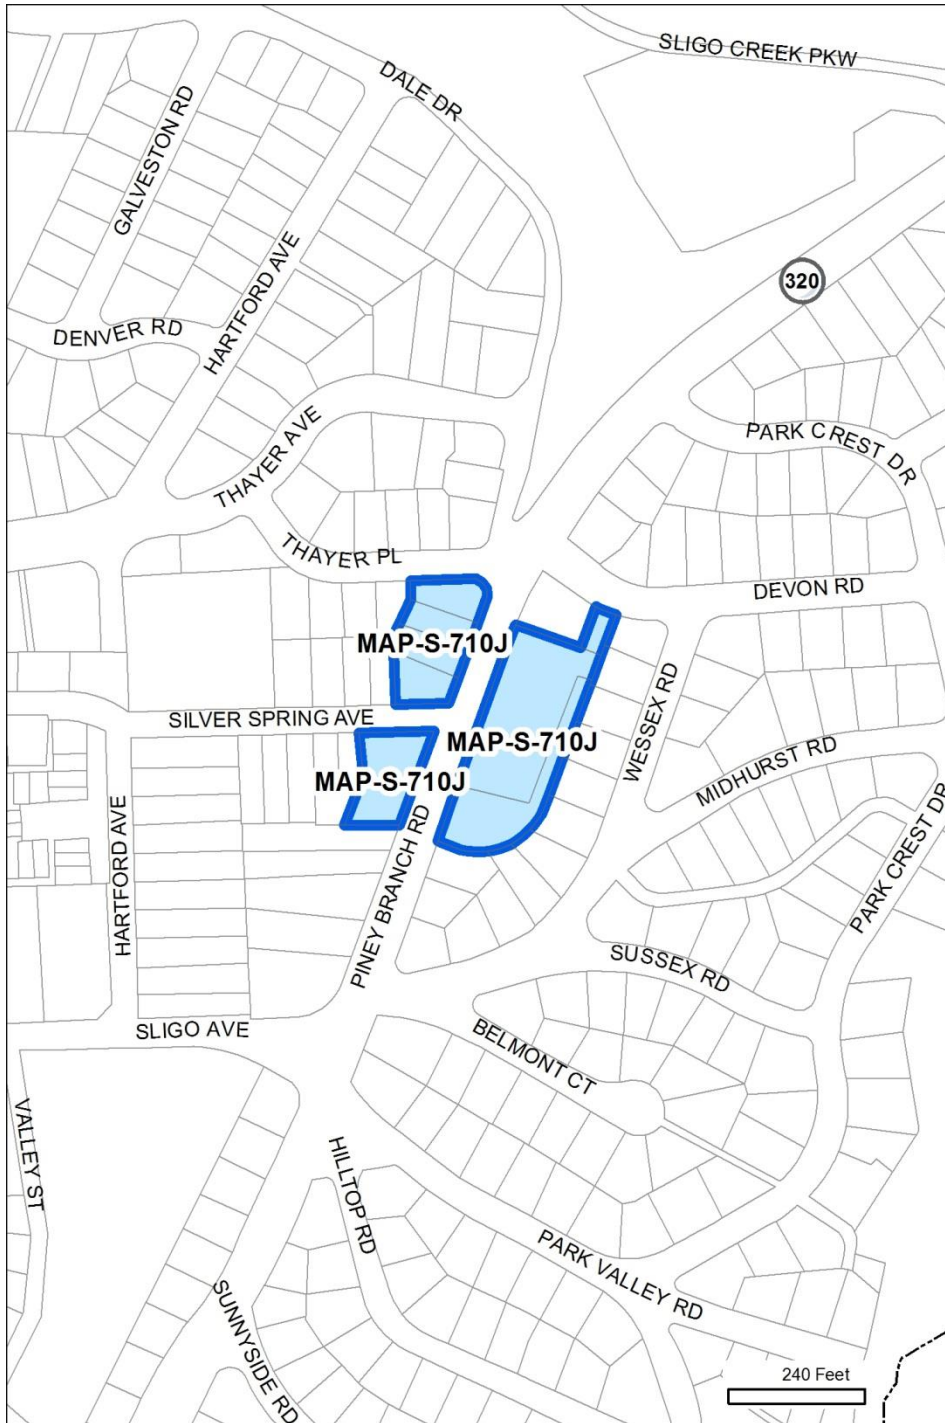 SLIGO CREEK PKW
DALE DR
GALVESTON RD
HARTFORD AVE
320
DENVER RD
THAYER AVE
PARK CREST DR
THAYER PL
DEVON RD
MAP-S-710J
WESSEX RD
SILVER SPRING AVE
MAP-S-710J
MAP-S-710J
MIDHURST RD
HARTFORD AVE
PINEY BRANCH RD
PARK CREST DR
SUSSEX RD
SLIGO AVE
BELMONT CT
VALLEY ST
HILLTOP RD
PARK VALLEY RD
SUNNYSIDE RD
240 Feet